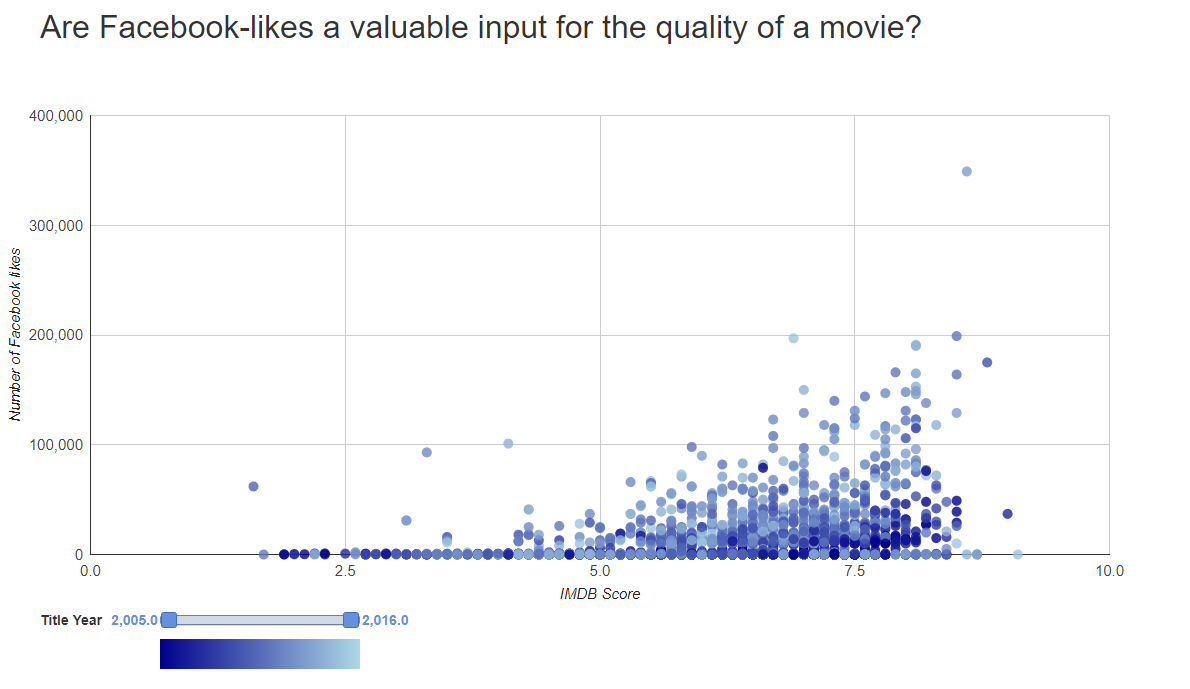 Are Facebook-likes a valuable input for the quality of a movie?
400,000
300,000
200,000
100,000
0
Number of Facebook likes
0.0 2.5 5.0 7.5 10.0
IMDB Score
Title Year 2,005.0 2,016.0